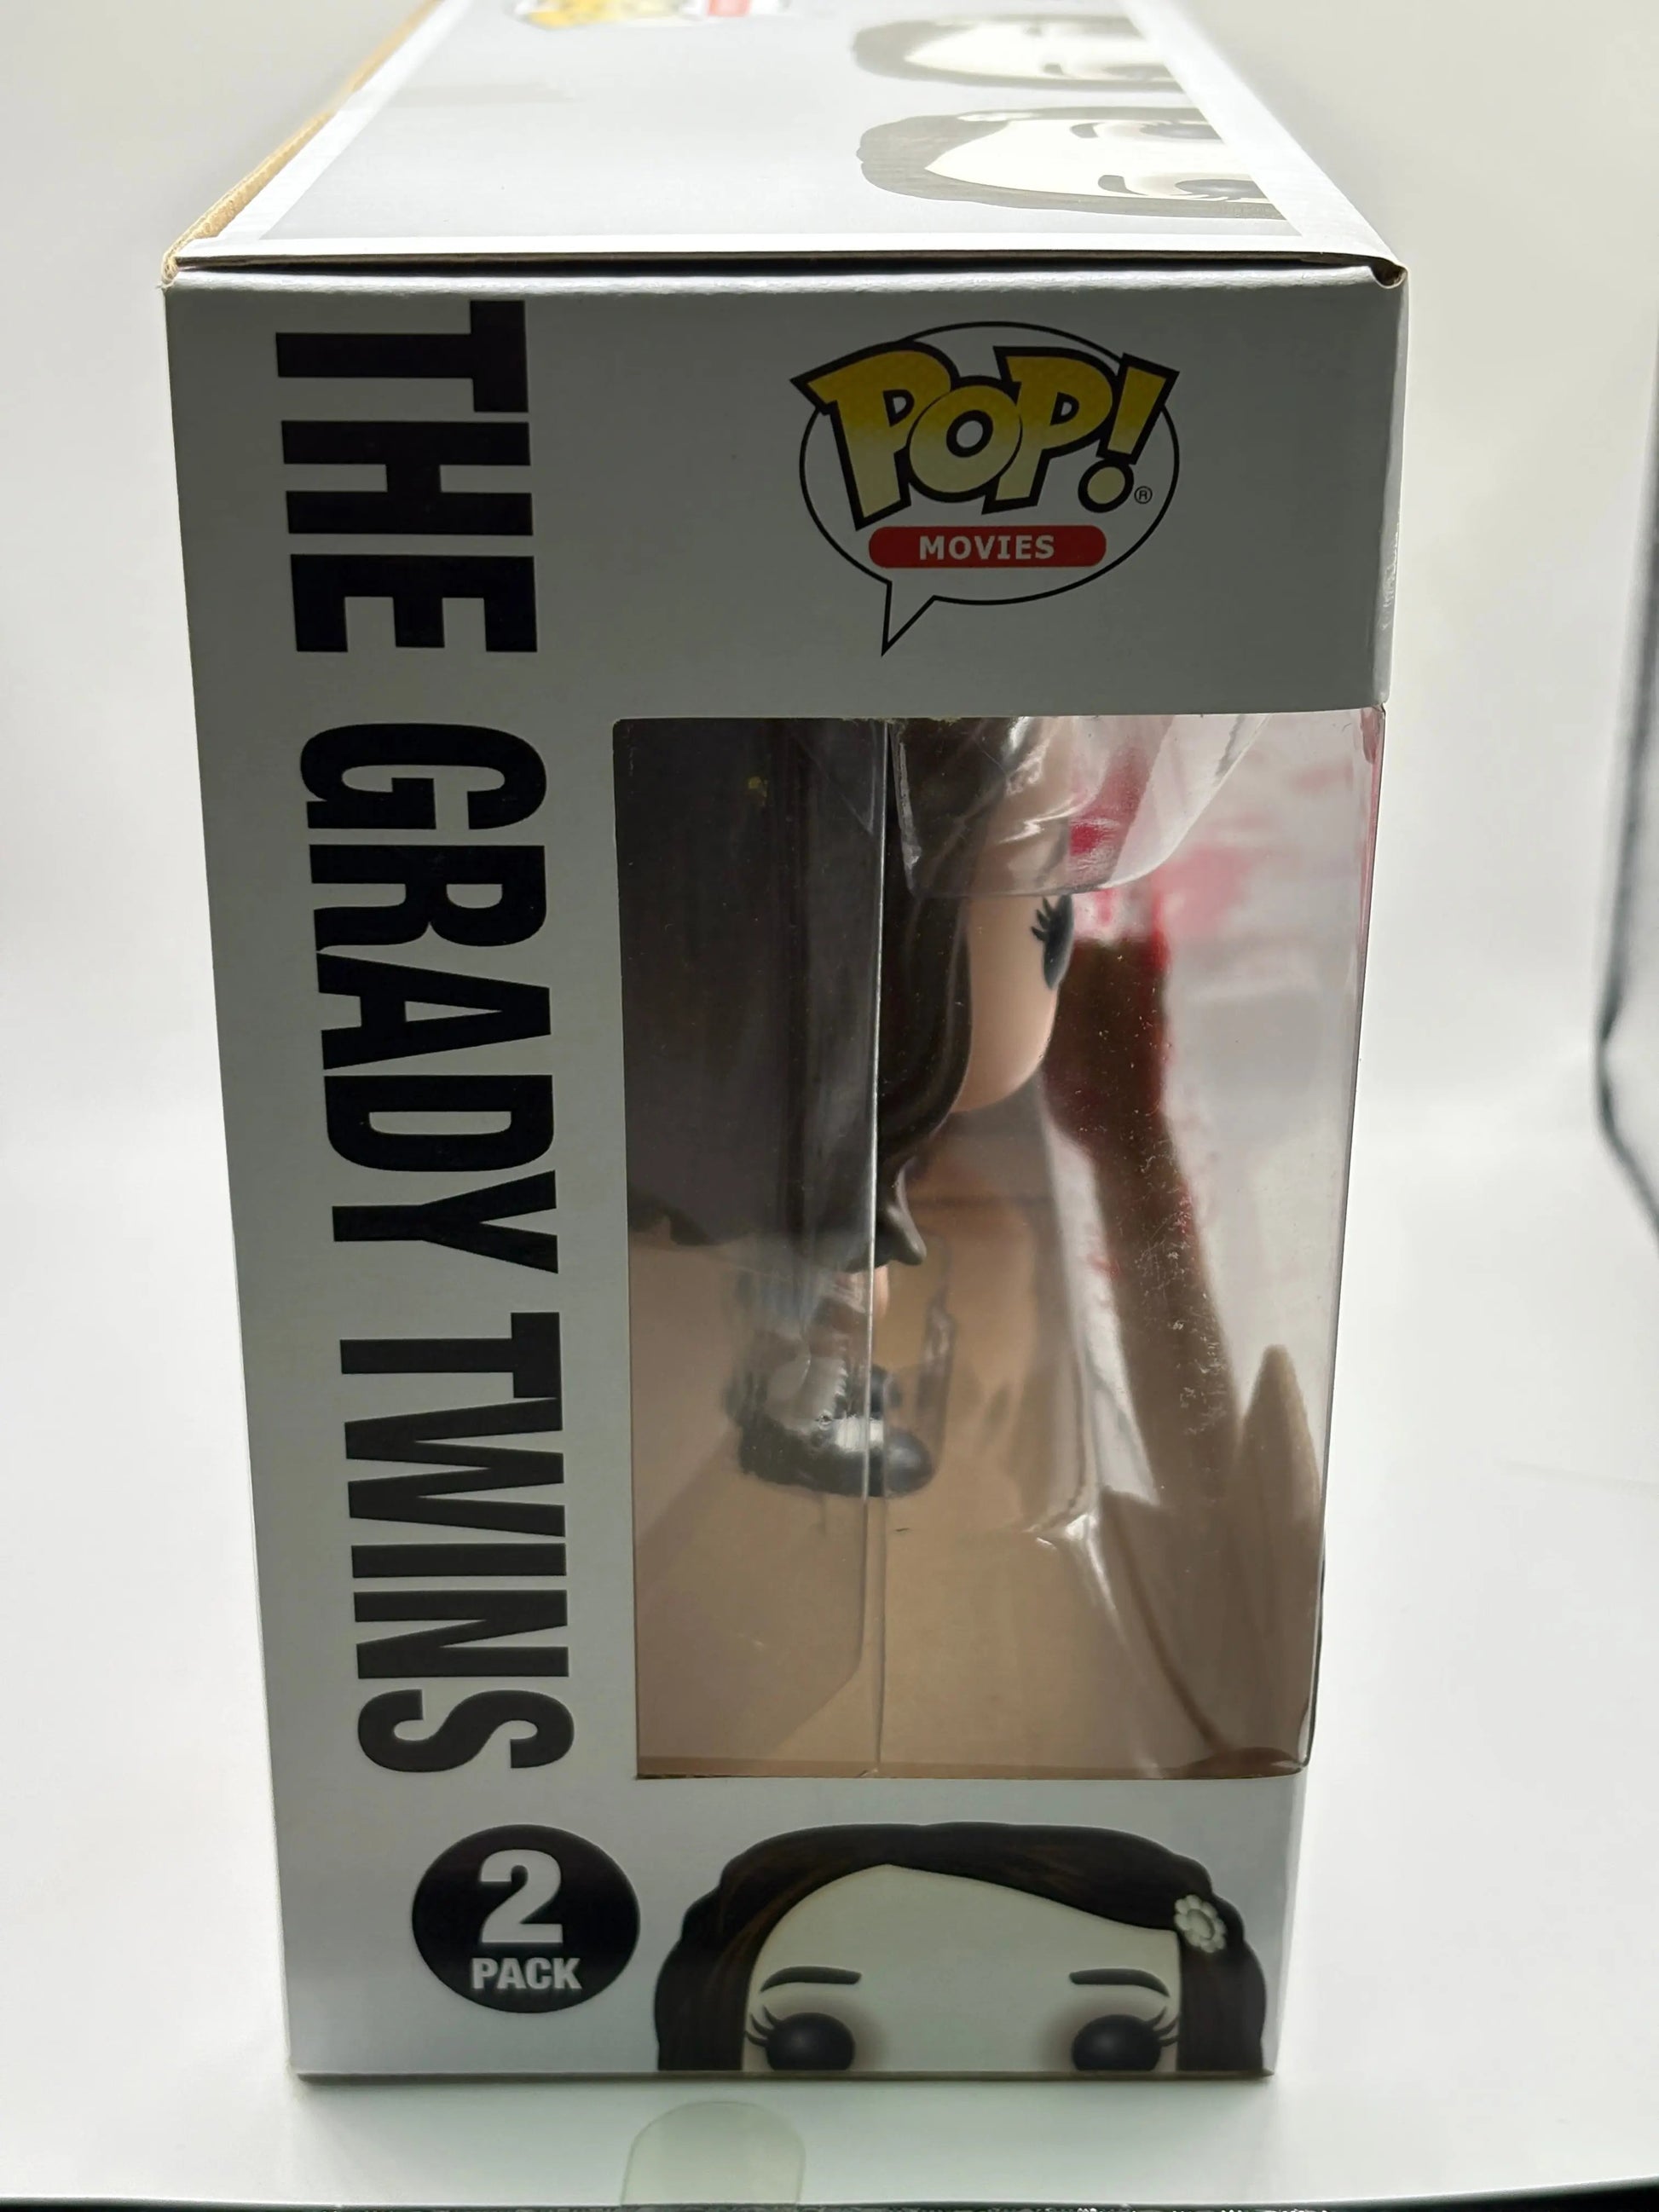 POP!®
MOVIES
THE GRADY TWINS
2
PACK